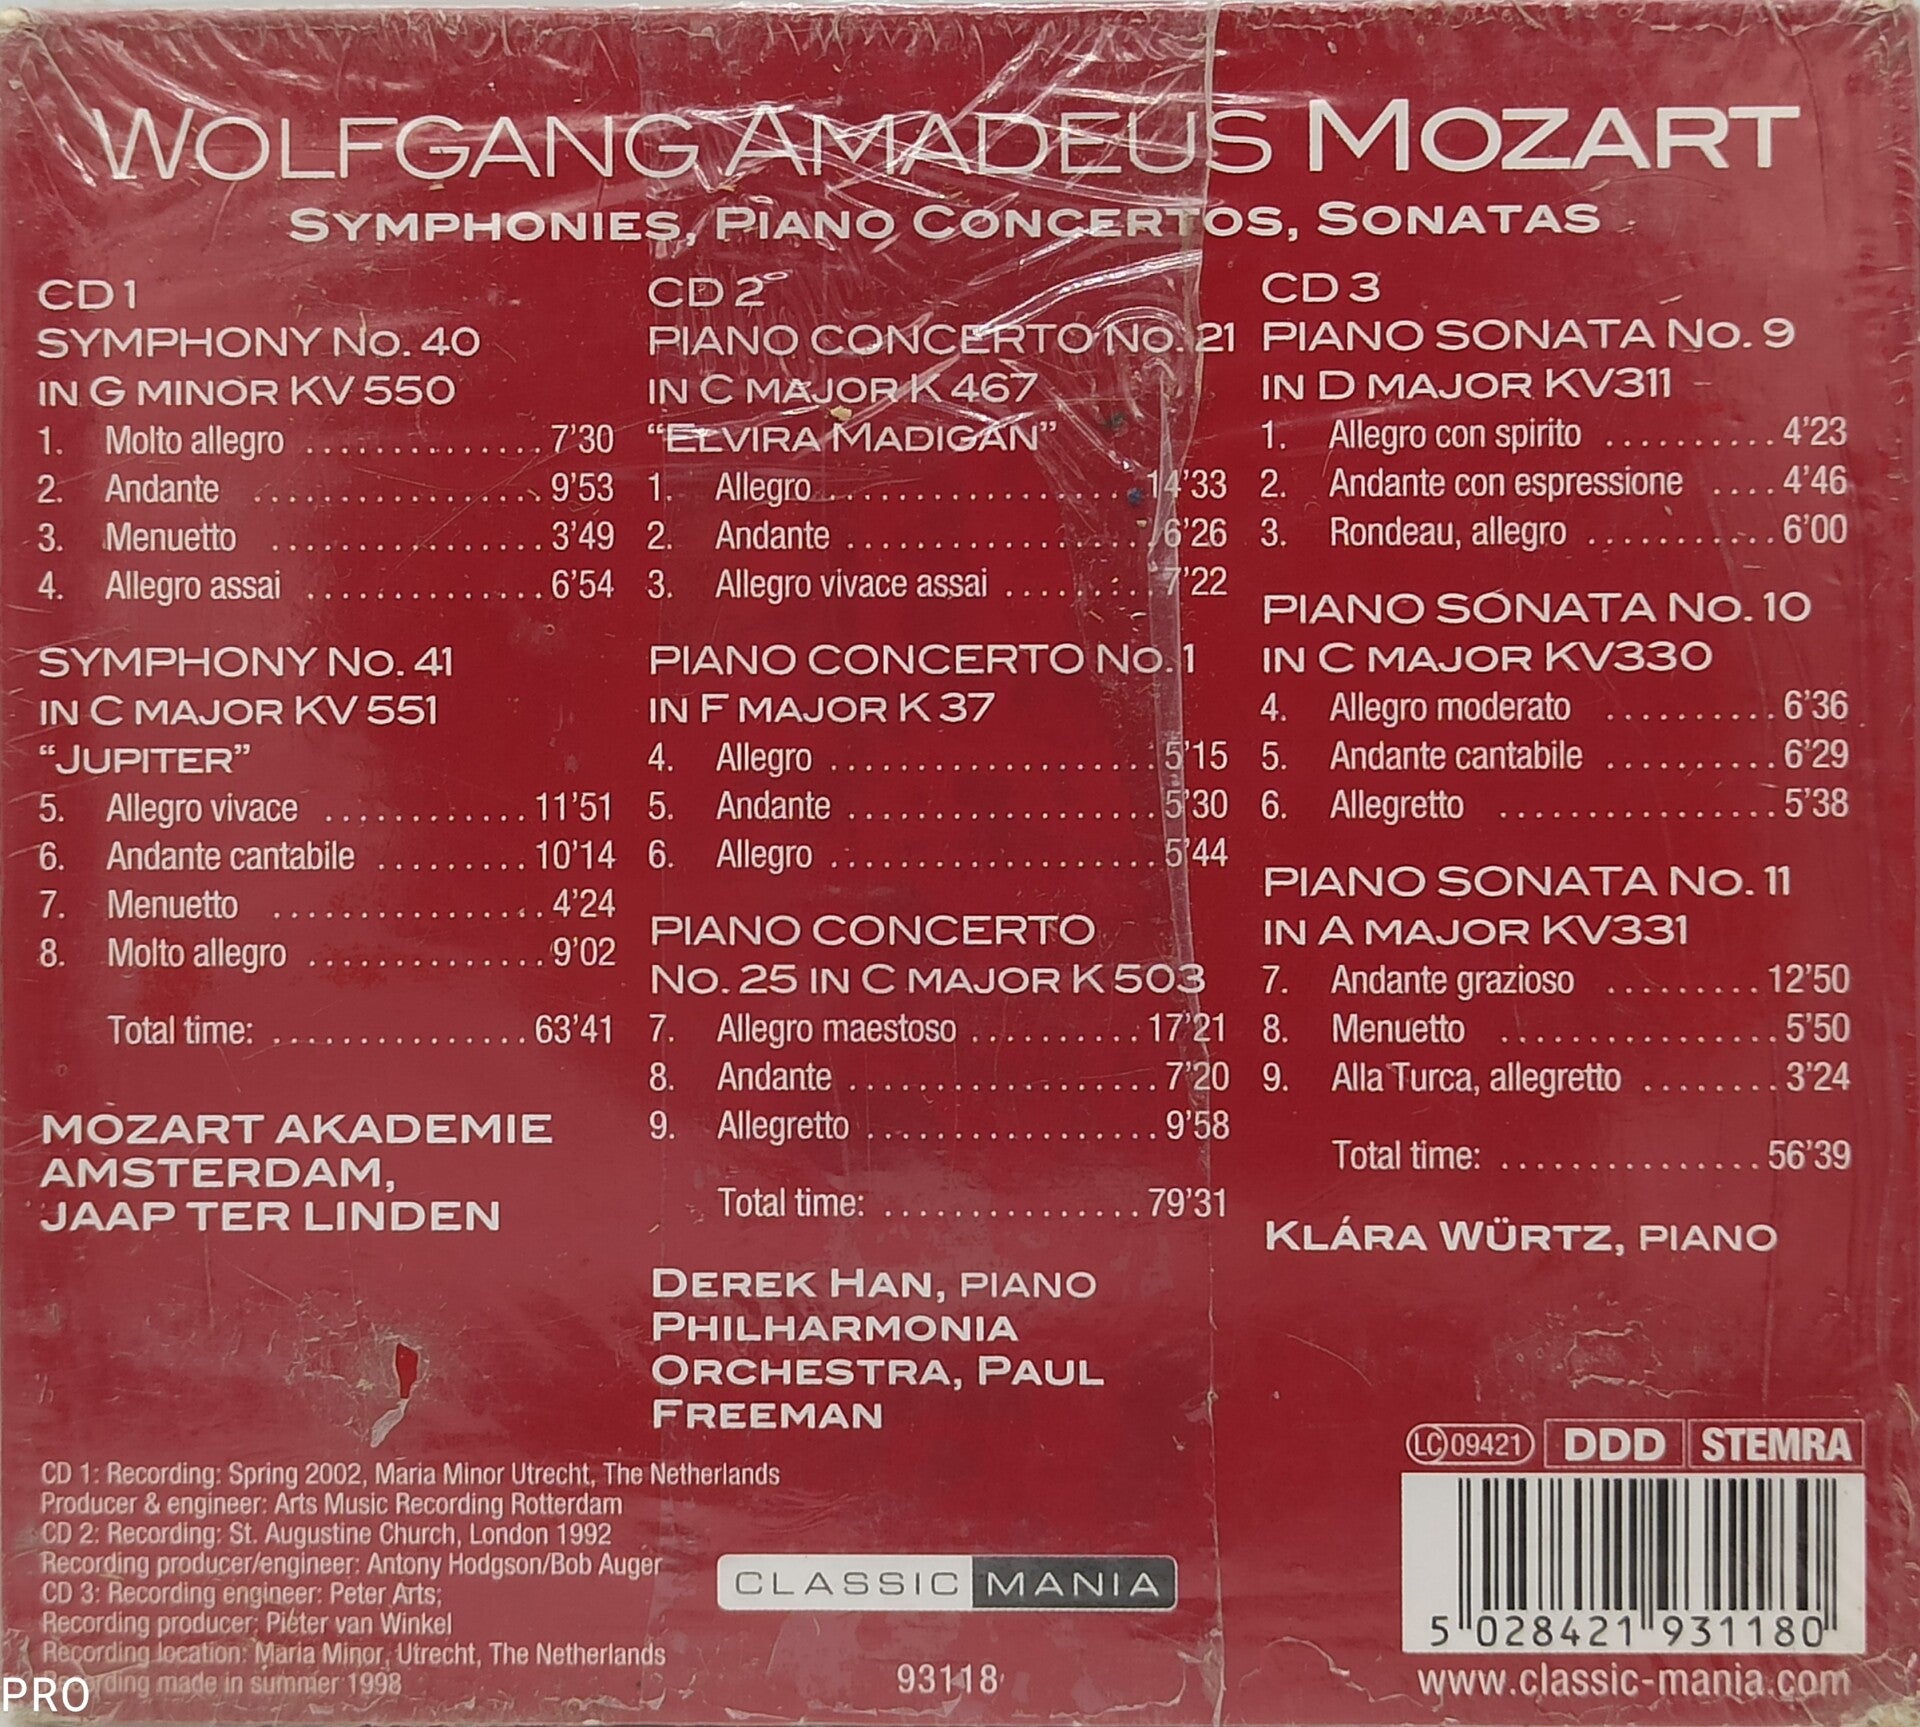 WOLFGANG AMADEUS MOZART
SYMPHONIES, PIANO CONCERTOS, SONATAS
CD 1
SYMPHONY No. 40
IN G MINOR KV 550
1. Molto allegro ............. 7'30
2. Andante ................. 9'53
3. Menuetto ................ 3'49
4. Allegro assai ............. 6'54
SYMPHONY No. 41
IN C MAJOR KV 551
"JUPITER"
5. Allegro vivace ........... 11'51
6. Andante cantabile ......... 10'14
7. Menuetto ................ 4'24
8. Molto allegro ............. 9'02
Total time: ............... 63'41
MOZART AKADEMIE
AMSTERDAM,
JAAP TER LINDEN
CD 2
PIANO CONCERTO No. 21
IN C MAJOR K 467
"ELVIRA MADIGAN"
1. Allegro .................. 14'33
2. Andante .................. 6'26
3. Allegro vivace assai ......... 7'22
PIANO CONCERTO No. 1
IN F MAJOR K 37
4. Allegro ................... 5'15
5. Andante .................. 5'30
6. Allegro ................... 5'44
PIANO CONCERTO
No. 25 IN C MAJOR K 503
7. Allegro maestoso .......... 17'21
8. Andante .................. 7'20
9. Allegretto ................. 9'58
Total time: ............... 79'31
DEREK HAN, PIANO
PHILHARMONIA
ORCHESTRA, PAUL
FREEMAN
CD 3
PIANO SONATA No. 9
IN D MAJOR KV311
1. Allegro con spirito .......... 4'23
2. Andante con espressione .... 4'46
3. Rondeau, allegro ........... 6'00
PIANO SONATA No. 10
IN C MAJOR KV330
4. Allegro moderato .......... 6'36
5. Andante cantabile .......... 6'29
6. Allegretto ................ 5'38
PIANO SONATA No. 11
IN A MAJOR KV331
7. Andante grazioso ......... 12'50
8. Menuetto ................ 5'50
9. Alla Turca, allegretto ........ 3'24
Total time: ............... 56'39
KLÁRA WÜRTZ, PIANO
CD 1: Recording: Spring 2002, Maria Minor Utrecht, The Netherlands
Producer & engineer: Arts Music Recording Rotterdam
CD 2: Recording: St. Augustine Church, London 1992
Recording producer/engineer: Antony Hodgson/Bob Auger
CD 3: Recording engineer: Peter Arts;
Recording producer: Pieter van Winkel
Recording location: Maria Minor, Utrecht, The Netherlands
Recording made in summer 1998
PRO
CLASSIC MANIA
93118
LC 09421 DDD STEMRA
5 028421 931180
www.classic-mania.com